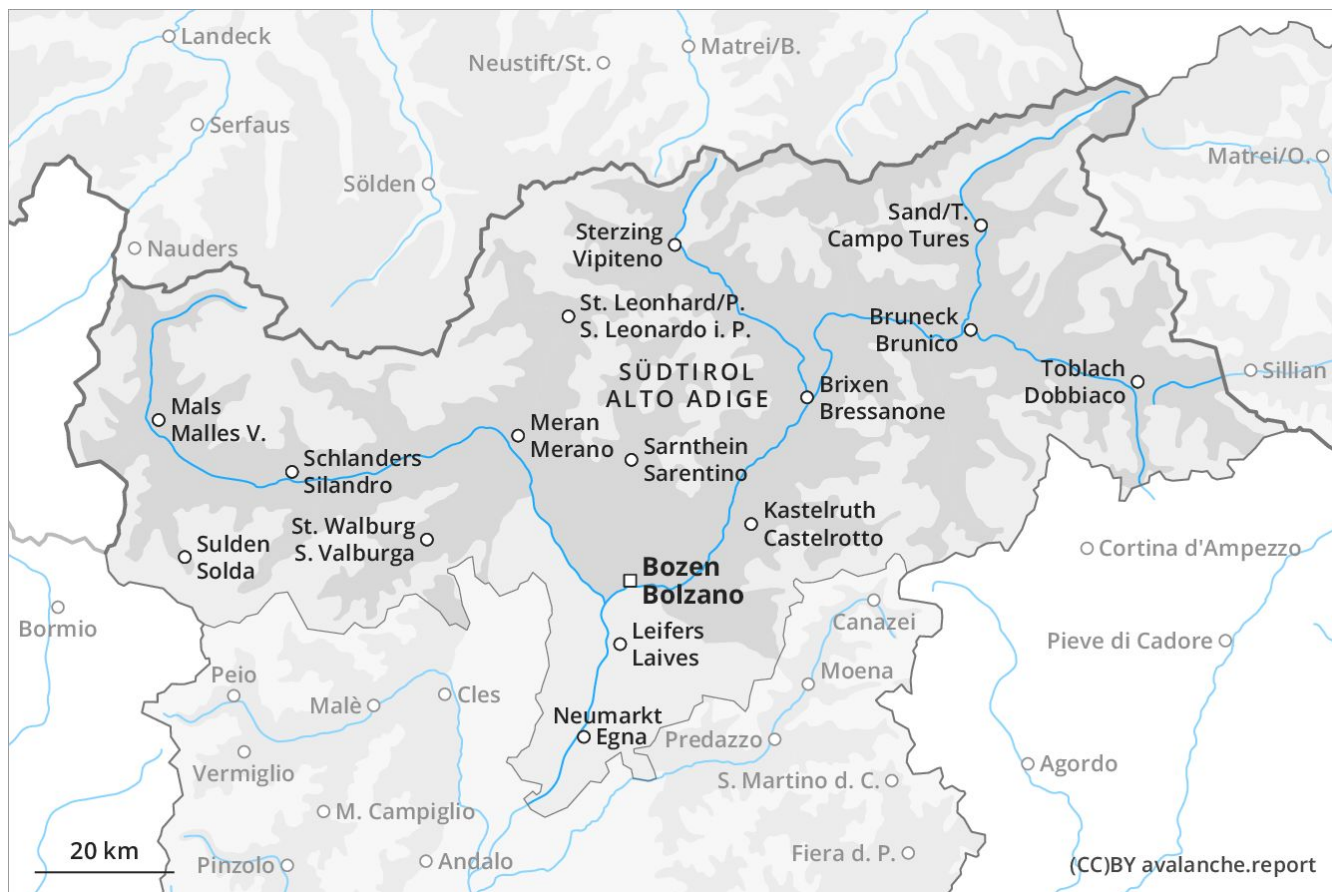 Landeck
Matrei/B.
Neustift/St.
Serfaus
Matrei/O.
Sölden
Nauders
Sand/T.
Campo Tures
Sterzing
Vipiteno
St. Leonhard/P.
S. Leonardo i. P.
Bruneck
Brunico
SÜDTIROL
ALTO ADIGE
Toblach
Dobbiaco
Sillian
Brixen
Bressanone
Mals
Malles V.
Meran
Merano
Sarnthein
Sarentino
Schlanders
Silandro
Kastelruth
Castelrotto
St. Walburg
S. Valburga
Sulden
Solda
Cortina d'Ampezzo
Bozen
Bolzano
Bormio
Canazei
Leifers
Laives
Pieve di Cadore
Peio
Moena
Malè
Cles
Neumarkt
Egna
Predazzo
Vermiglio
Agordo
S. Martino d. C.
M. Campiglio
20 km
Pinzolo
Andalo
Fiera d. P.
(CC)BY avalanche.report